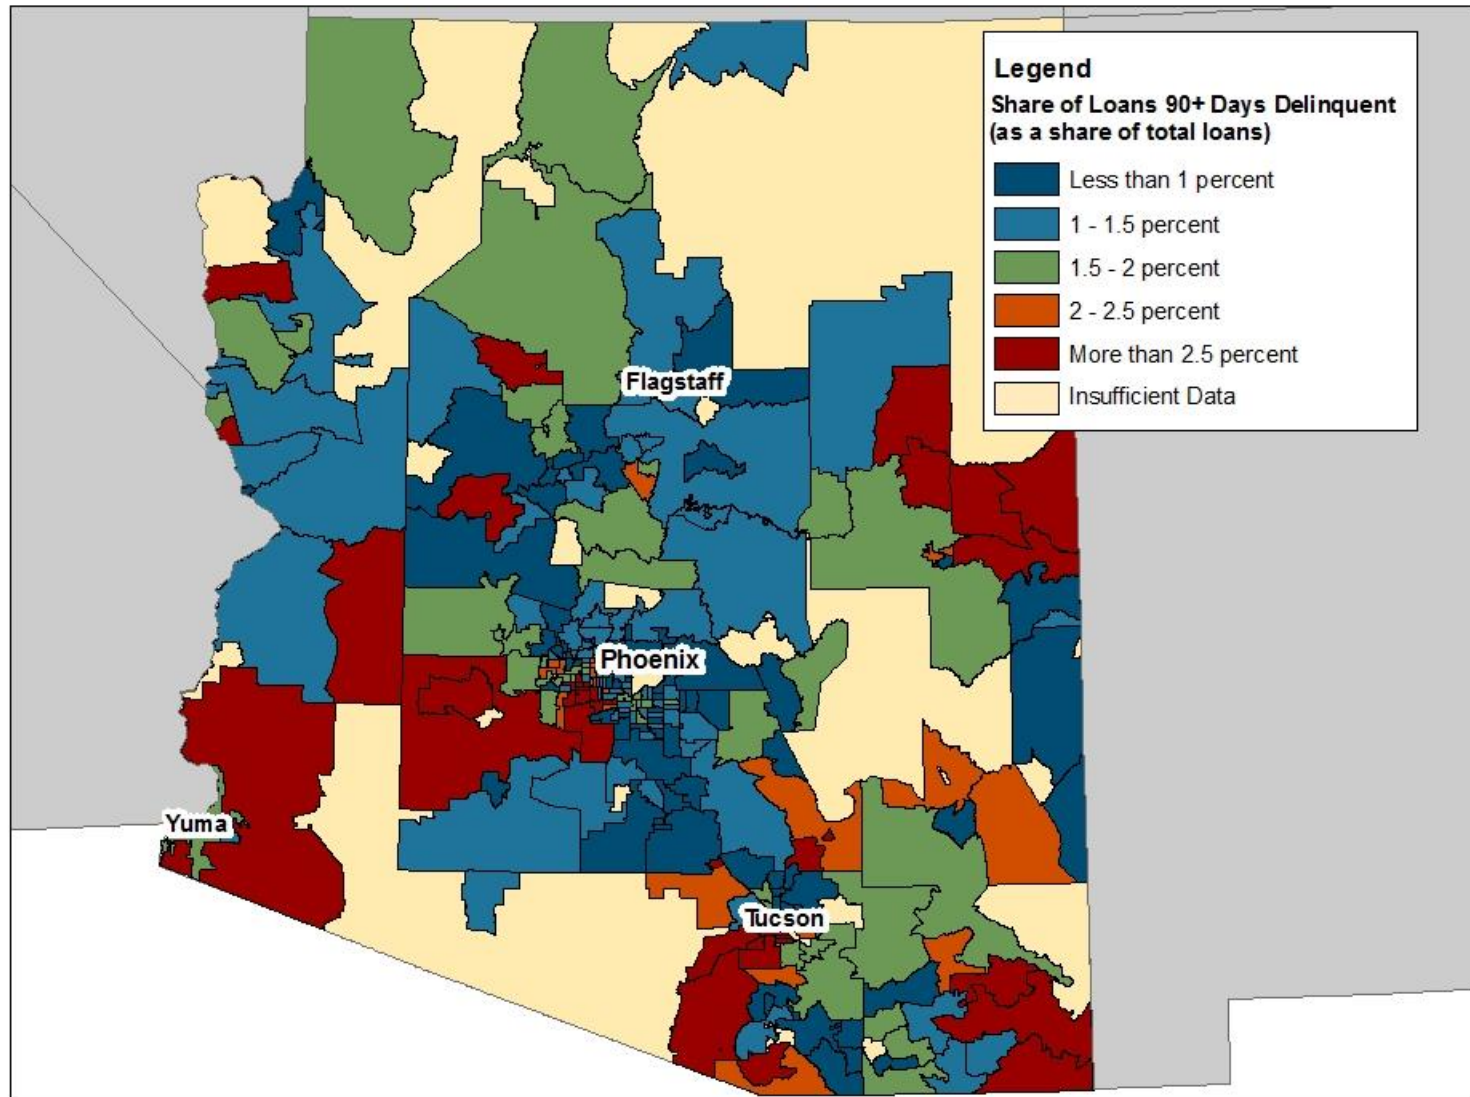 Legend
Share of Loans 90+ Days Delinquent
(as a share of total loans)
Less than 1 percent
1 - 1.5 percent
1.5 - 2 percent
2 - 2.5 percent
More than 2.5 percent
Insufficient Data
Flagstaff
Phoenix
Yuma
Tucson